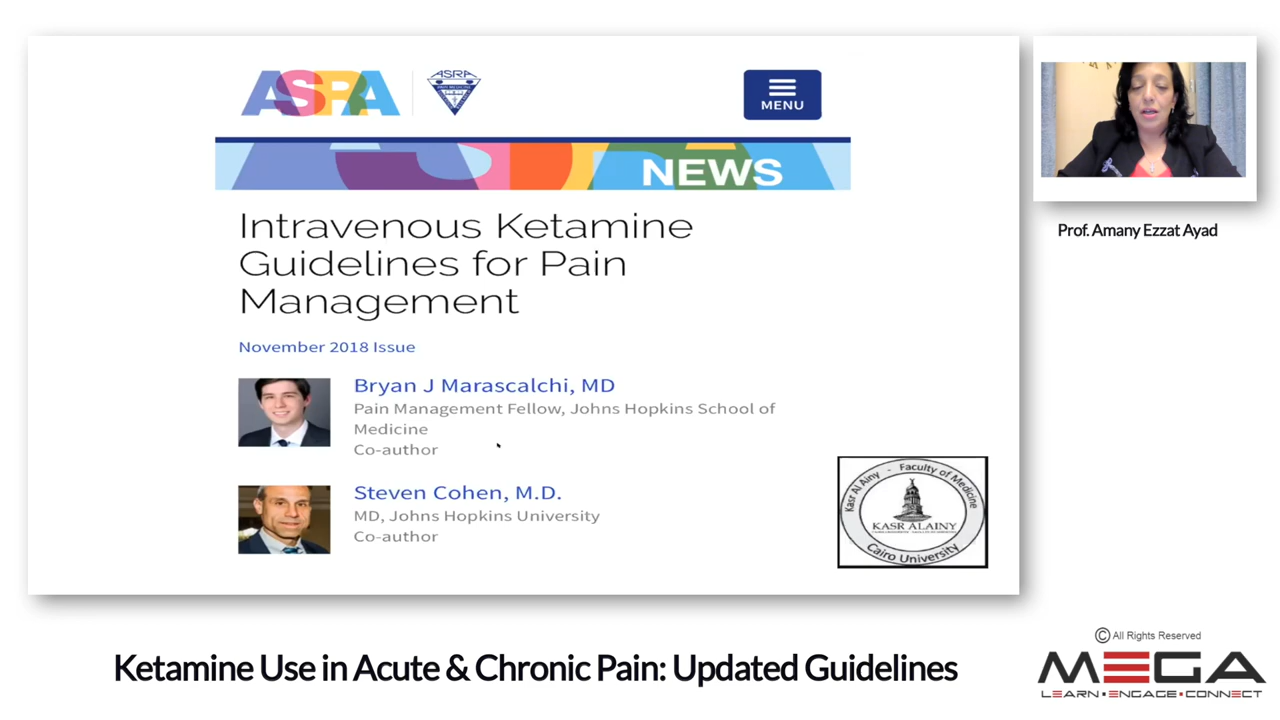 ASRA
ASRA
MENU
NEWS
Intravenous Ketamine
Guidelines for Pain
Management
November 2018 Issue
Bryan J Marascalchi, MD
Pain Management Fellow, Johns Hopkins School of
Medicine
Co-author
Steven Cohen, M.D.
MD, Johns Hopkins University
Co-author
Kasr Al Ainy - Faculty of Medicine
KASR ALAINY
Cairo University
Prof. Amany Ezzat Ayad
Ketamine Use in Acute & Chronic Pain: Updated Guidelines
© All Rights Reserved
MEGA
LEARN • ENGAGE • CONNECT